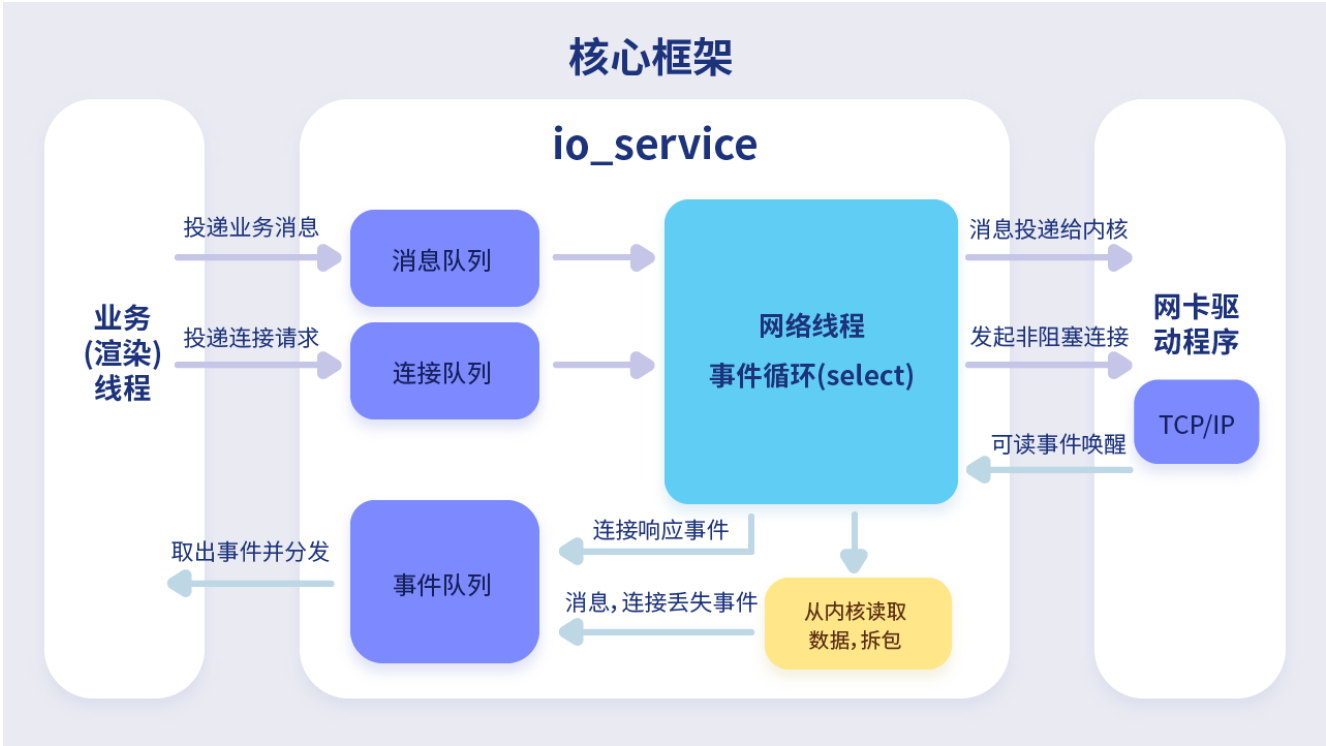 核心框架
io_service
投递业务消息
消息队列
消息投递给内核
业务
(渲染)
线程
投递连接请求
连接队列
网络线程
事件循环(select)
发起非阻塞连接
网卡驱
动程序
TCP/IP
可读事件唤醒
取出事件并分发
事件队列
连接响应事件
消息，连接丢失事件
从内核读取
数据，拆包